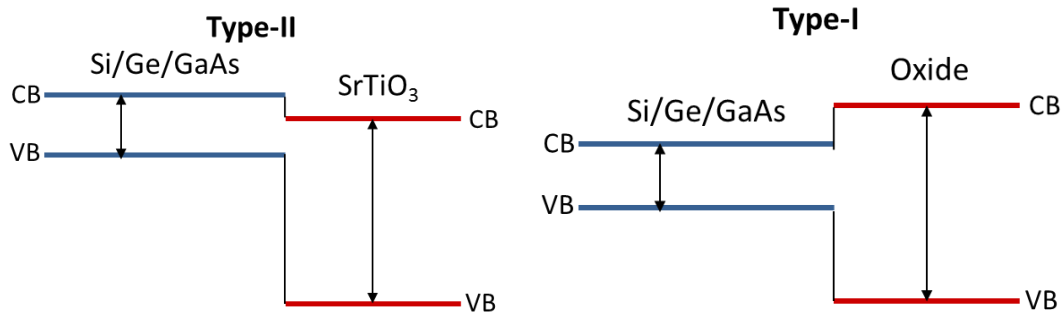 Type-II
Si/Ge/GaAs
SrTiO₃
CB
CB
VB
VB
Type-I
Oxide
Si/Ge/GaAs
CB
CB
VB
VB